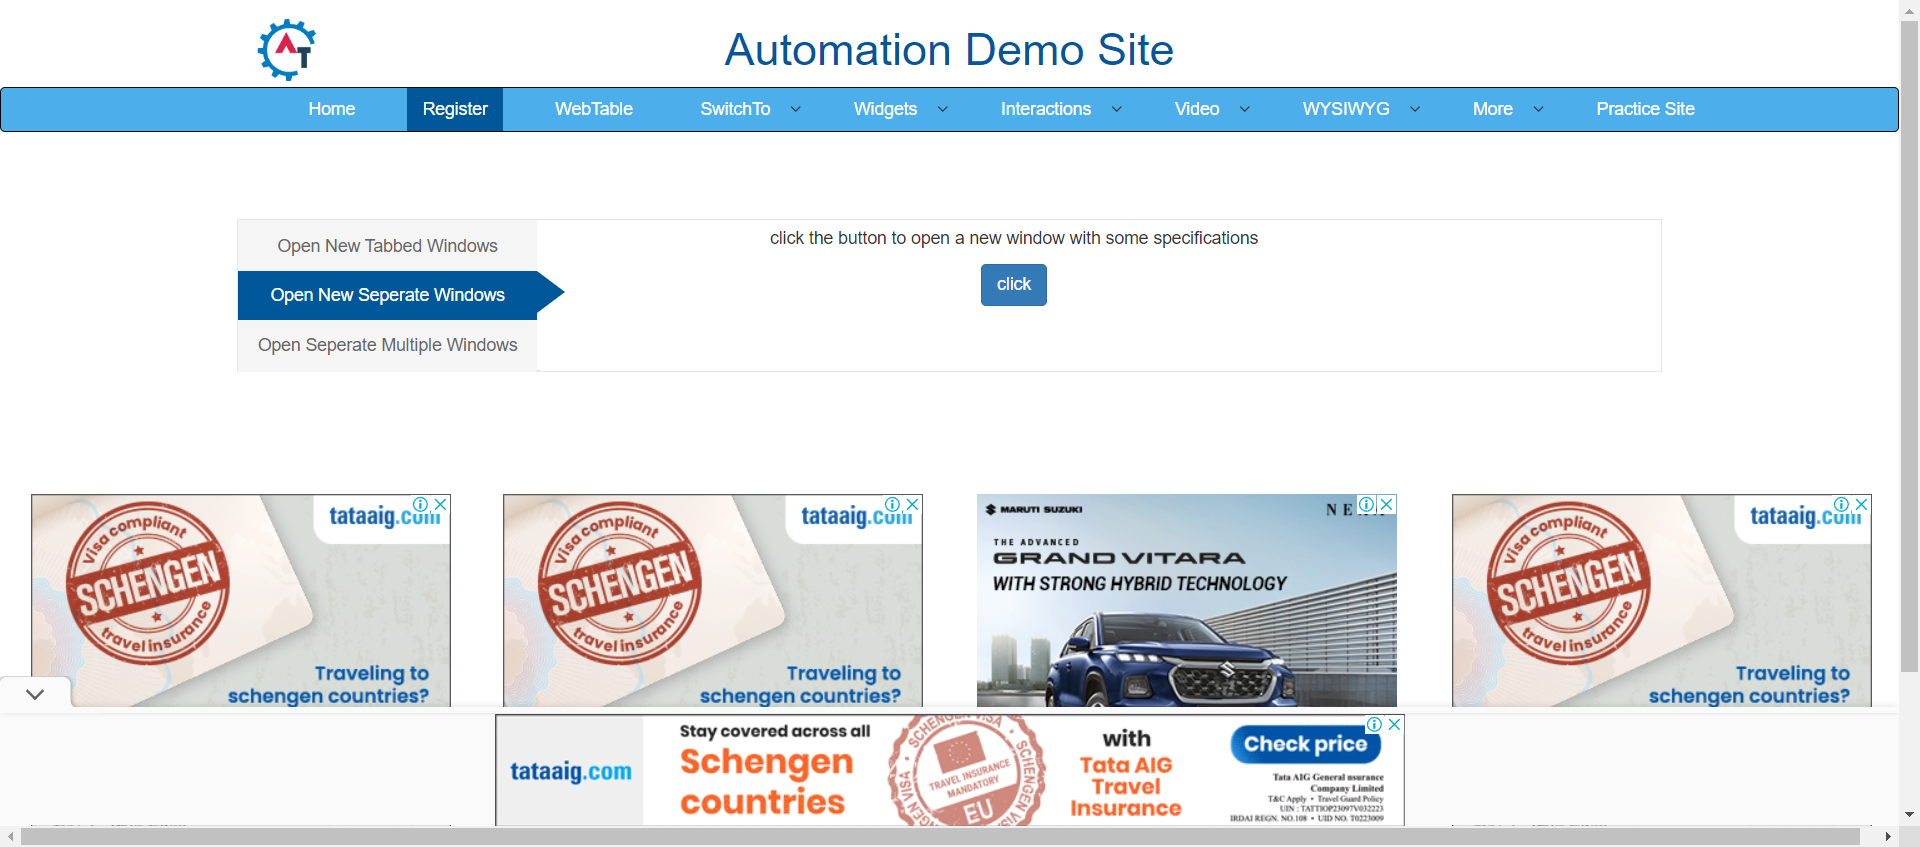 AT
Automation Demo Site
Home Register WebTable SwitchTo Widgets Interactions Video WYSIWYG More Practice Site
Open New Tabbed Windows
Open New Seperate Windows
Open Seperate Multiple Windows
click the button to open a new window with some specifications
click
tataaig.com
Visa compliant
SCHENGEN
travel insurance
Traveling to
schengen countries?
tataaig.com
Visa compliant
SCHENGEN
travel insurance
Traveling to
schengen countries?
MARUTI SUZUKI
THE ADVANCED
GRAND VITARA
WITH STRONG HYBRID TECHNOLOGY
tataaig.com
Visa compliant
SCHENGEN
travel insurance
Traveling to
schengen countries?
tataaig.com
Stay covered across all
Schengen
countries
SCHENGEN VISA
TRAVEL INSURANCE
MANDATORY
EU
with
Tata AIG
Travel
Insurance
Check price
Tata AIG General nsurance
Company Limited
T&C Apply • Travel Guard Policy
UIN : TATTIOP23097V032223
IRDAI REGN. NO.108 • UID NO. T0223009